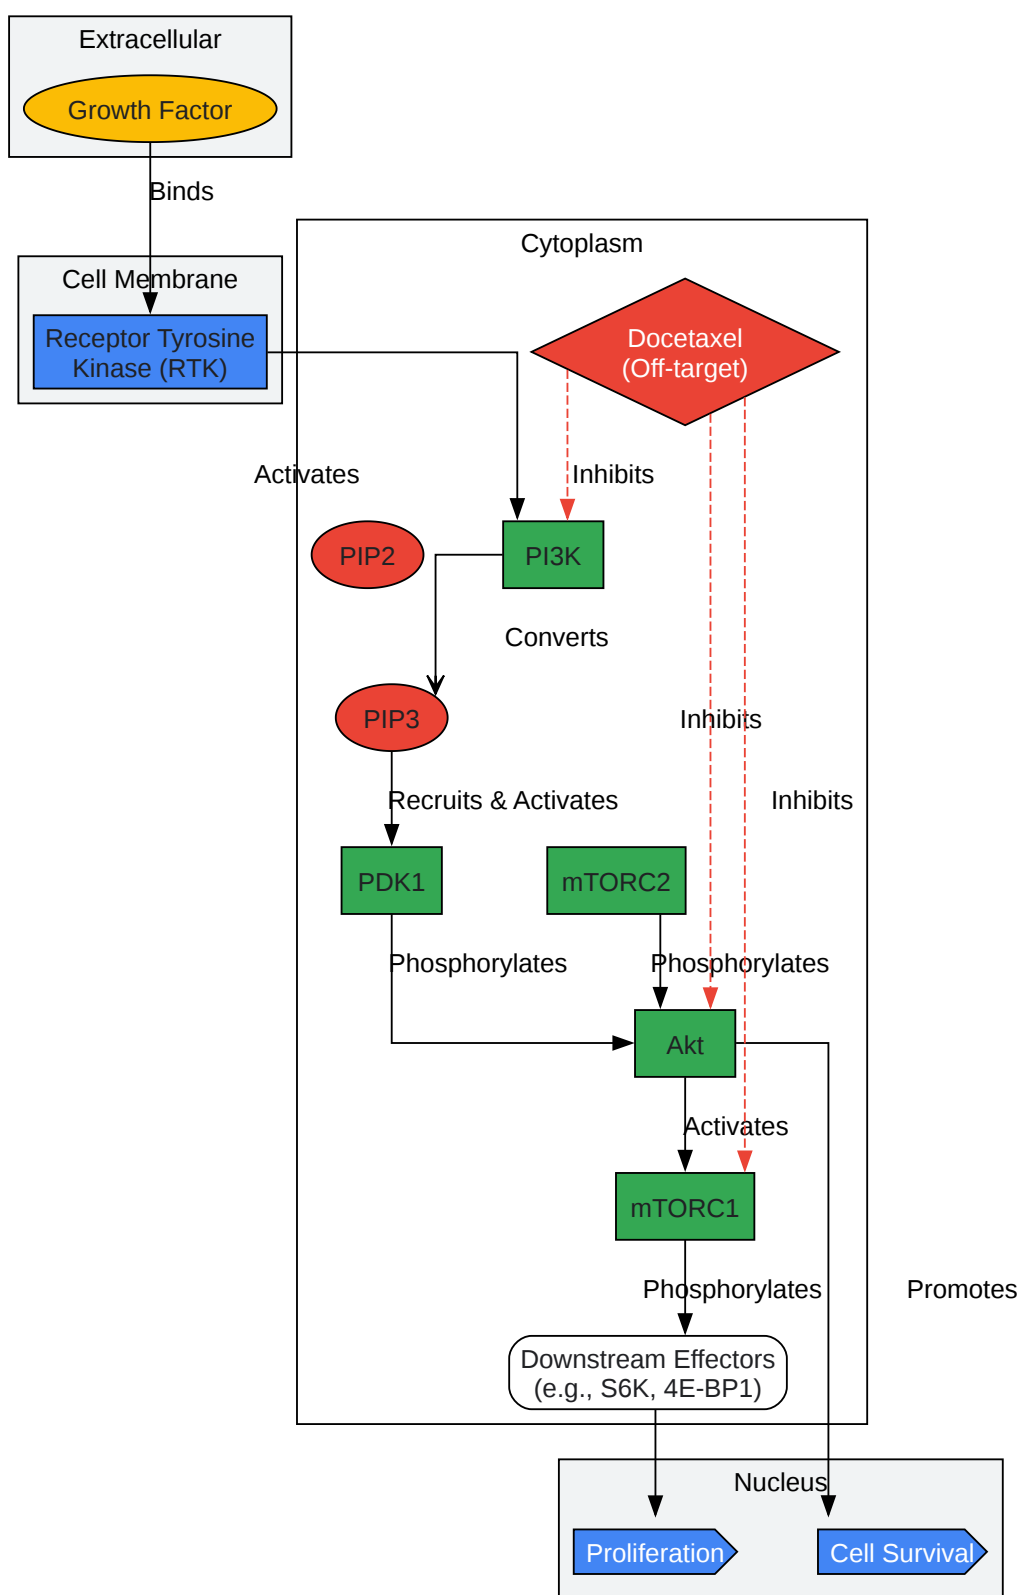 Extracellular
Growth Factor
Binds
Cytoplasm
Cell Membrane
Receptor Tyrosine
Kinase (RTK)
Docetaxel
(Off-target)
Activates
Inhibits
PIP2
PI3K
Converts
PIP3
Inhibits
Recruits & Activates
Inhibits
PDK1
mTORC2
Phosphorylates
Phosphorylates
Akt
Activates
mTORC1
Phosphorylates
Promotes
Downstream Effectors
(e.g., S6K, 4E-BP1)
Nucleus
Proliferation
Cell Survival